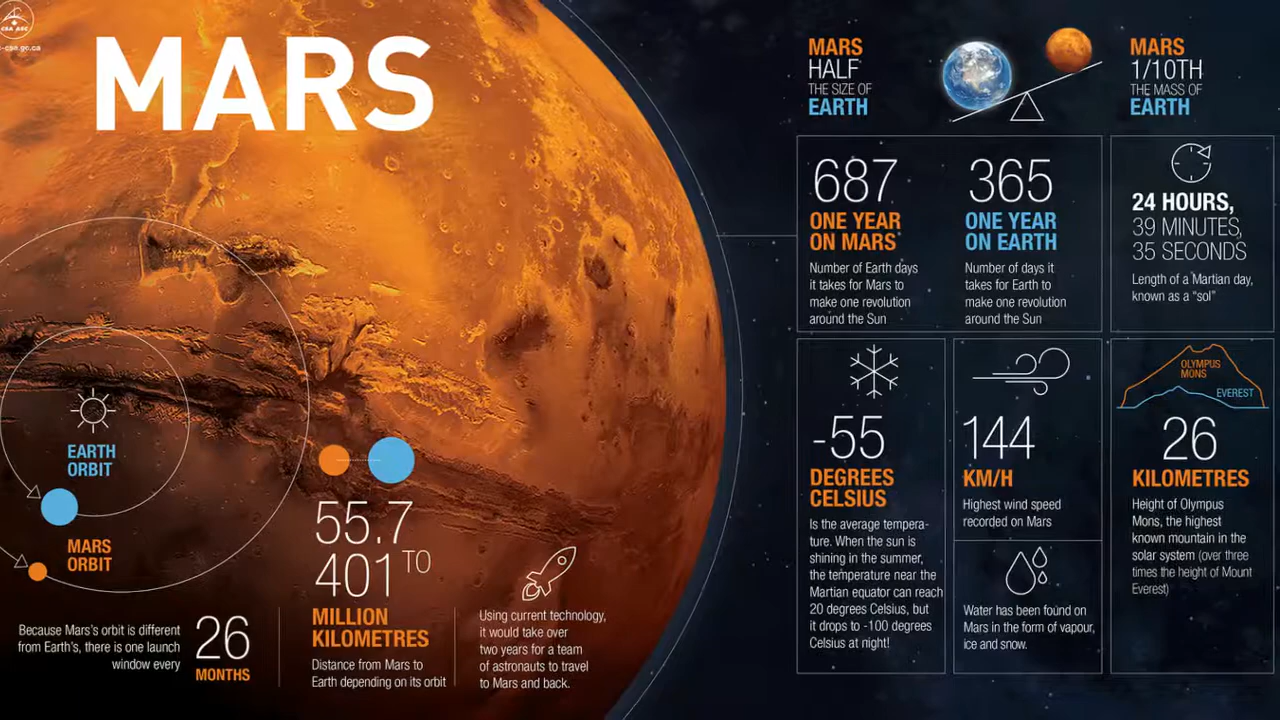 CSA ASC
-csa.gc.ca
MARS
MARS
HALF
THE SIZE OF
EARTH
MARS
1/10TH
THE MASS OF
EARTH
687
ONE YEAR
ON MARS
Number of Earth days
it takes for Mars to
make one revolution
around the Sun
365
ONE YEAR
ON EARTH
Number of days it
takes for Earth to
make one revolution
around the Sun
24 HOURS,
39 MINUTES,
35 SECONDS
Length of a Martian day,
known as a “sol”
-55
DEGREES
CELSIUS
Is the average tempera-
ture. When the sun is
shining in the summer,
the temperature near the
Martian equator can reach
20 degrees Celsius, but
it drops to -100 degrees
Celsius at night!
144
KM/H
Highest wind speed
recorded on Mars
Water has been found on
Mars in the form of vapour,
ice and snow.
OLYMPUS
MONS
EVEREST
26
KILOMETRES
Height of Olympus
Mons, the highest
known mountain in the
solar system (over three
times the height of Mount
Everest)
EARTH
ORBIT
MARS
ORBIT
Because Mars's orbit is different
from Earth's, there is one launch
window every
26
MONTHS
55.7
TO
401
MILLION
KILOMETRES
Distance from Mars to
Earth depending on its orbit
Using current technology,
it would take over
two years for a team
of astronauts to travel
to Mars and back.